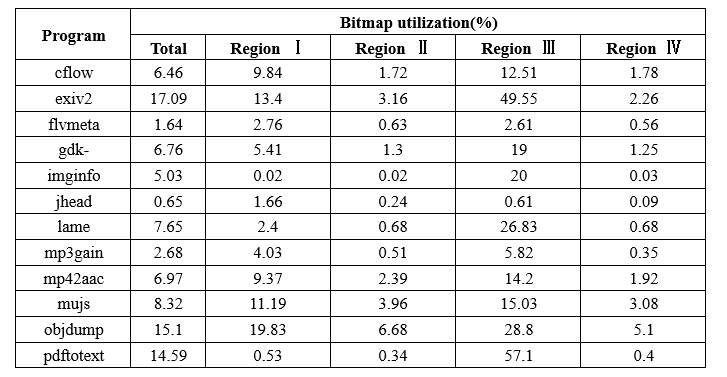 Program Bitmap utilization(%)
Total Region Ⅰ Region Ⅱ Region Ⅲ Region Ⅳ
cflow 6.46 9.84 1.72 12.51 1.78
exiv2 17.09 13.4 3.16 49.55 2.26
flvmeta 1.64 2.76 0.63 2.61 0.56
gdk- 6.76 5.41 1.3 19 1.25
imginfo 5.03 0.02 0.02 20 0.03
jhead 0.65 1.66 0.24 0.61 0.09
lame 7.65 2.4 0.68 26.83 0.68
mp3gain 2.68 4.03 0.51 5.82 0.35
mp42aac 6.97 9.37 2.39 14.2 1.92
mujs 8.32 11.19 3.96 15.03 3.08
objdump 15.1 19.83 6.68 28.8 5.1
pdftotext 14.59 0.53 0.34 57.1 0.4